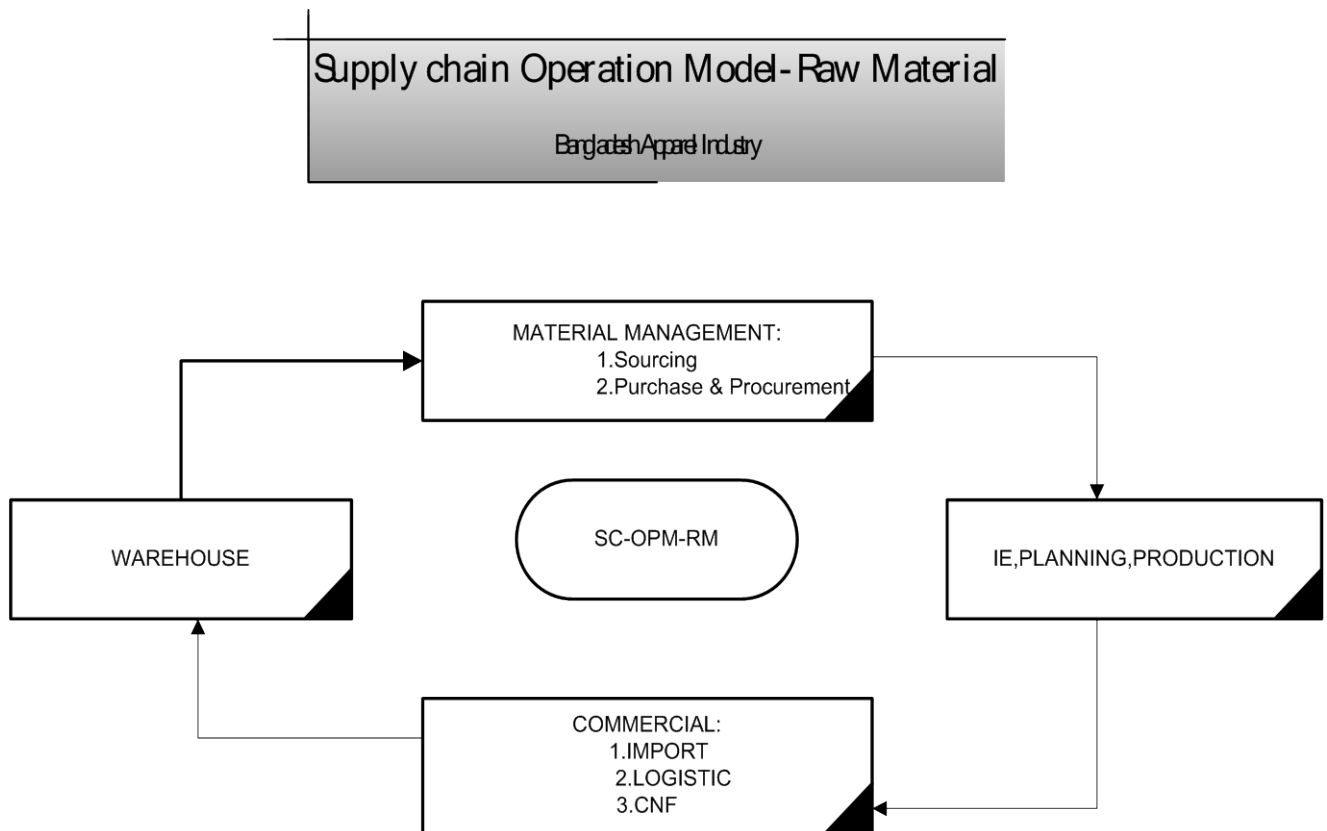 Supply chain Operation Model-Raw Material
Bangladesh Apparel Industry
MATERIAL MANAGEMENT:
1.Sourcing
2.Purchase & Procurement
WAREHOUSE
SC-OPM-RM
IE,PLANNING,PRODUCTION
COMMERCIAL:
1.IMPORT
2.LOGISTIC
3.CNF